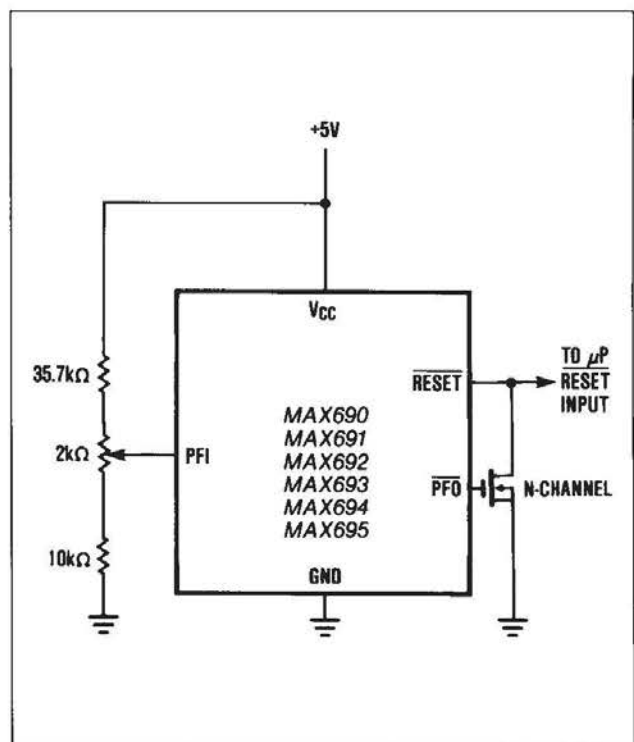 +5V
VCC
35.7kΩ
2kΩ
10kΩ
PFI
MAX690
MAX691
MAX692
MAX693
MAX694
MAX695
GND
RESET
PFO
TO µP
RESET
INPUT
N-CHANNEL